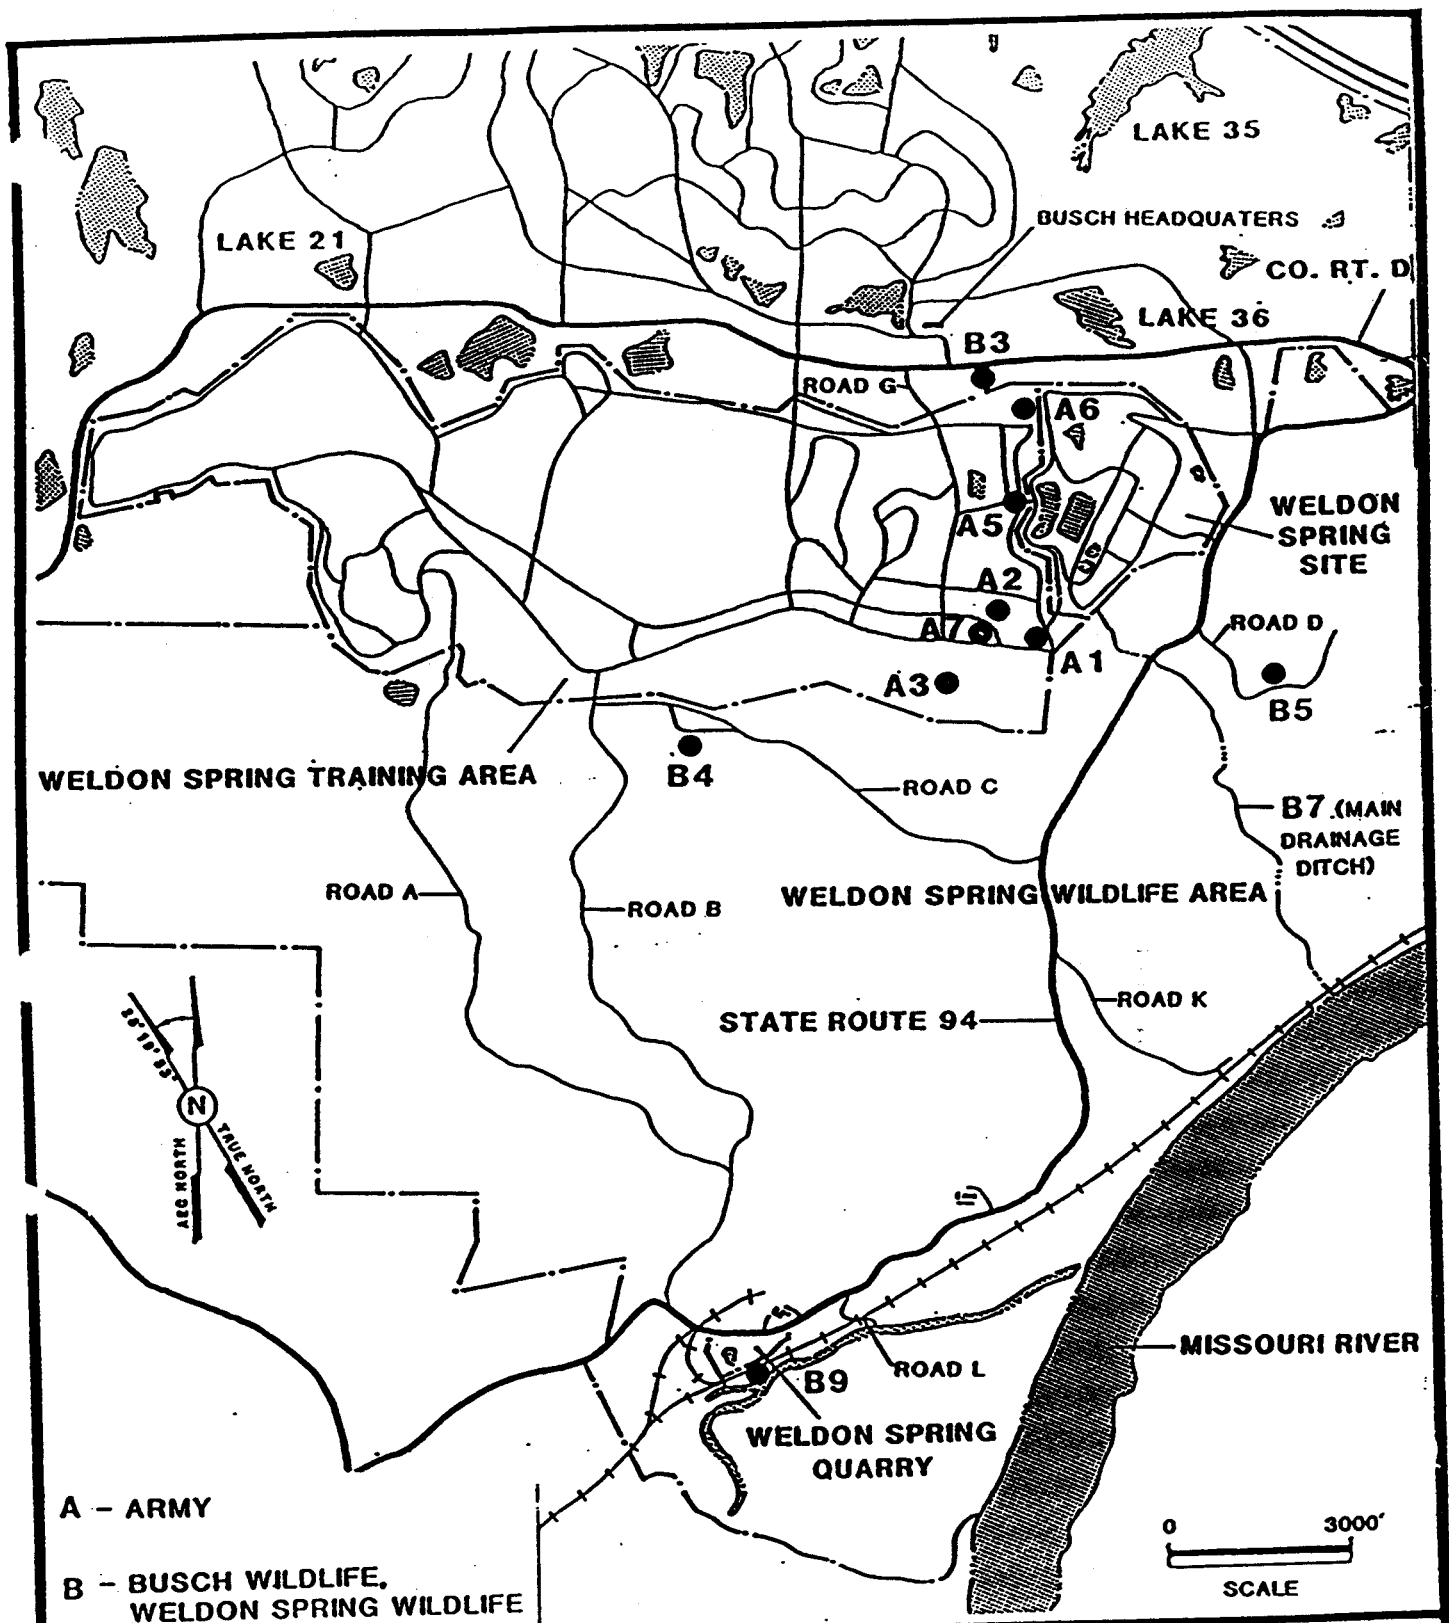 LAKE 35
BUSCH HEADQUATERS
LAKE 21
CO. RT. D
LAKE 36
B3
ROAD G
A6
WELDON
SPRING
SITE
A5
A2
A7
A1
ROAD D
A3
B5
WELDON SPRING TRAINING AREA
B4
ROAD C
B7 (MAIN
DRAINAGE
DITCH)
ROAD A
ROAD B
WELDON SPRING WILDLIFE AREA
ROAD K
STATE ROUTE 94
N
AEC NORTH
TRUE NORTH
MISSOURI RIVER
ROAD L
B9
WELDON SPRING
QUARRY
A - ARMY
0 3000'
SCALE
B - BUSCH WILDLIFE,
WELDON SPRING WILDLIFE